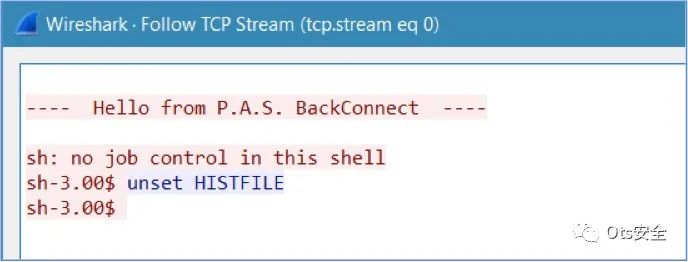 Wireshark · Follow TCP Stream (tcp.stream eq 0)
----  Hello from P.A.S. BackConnect  ----
sh: no job control in this shell
sh-3.00$ unset HISTFILE
sh-3.00$
Ots安全